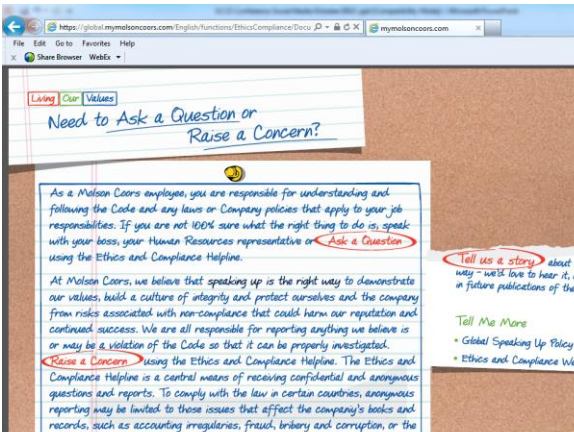 https://global.mymolsoncoors.com/English/functions/EthicsCompliance/Docu
mymolsoncoors.com
File Edit Go to Favorites Help
x Share Browser WebEx
Living Our Values
Need to Ask a Question or
Raise a Concern?
As a Molson Coors employee, you are responsible for understanding and
following the Code and any laws or Company policies that apply to your job
responsibilities. If you are not 100% sure what the right thing to do is, speak
with your boss, your Human Resources representative or Ask a Question
using the Ethics and Compliance Helpline.
At Molson Coors, we believe that speaking up is the right way to demonstrate
our values, build a culture of integrity and protect ourselves and the company
from risks associated with non-compliance that could harm our reputation and
continued success. We are all responsible for reporting anything we believe is
or may be a violation of the Code so that it can be properly investigated.
Raise a Concern using the Ethics and Compliance Helpline. The Ethics and
Compliance Helpline is a central means of receiving confidential and anonymous
questions and reports. To comply with the law in certain countries, anonymous
reporting may be limited to those issues that affect the company's books and
records, such as accounting irregularies, fraud, bribery and corruption, or the
Tell us a story about
way - we'd love to hear it,
in future publications of the
Tell Me More
• Global Speaking Up Policy
• Ethics and Compliance We